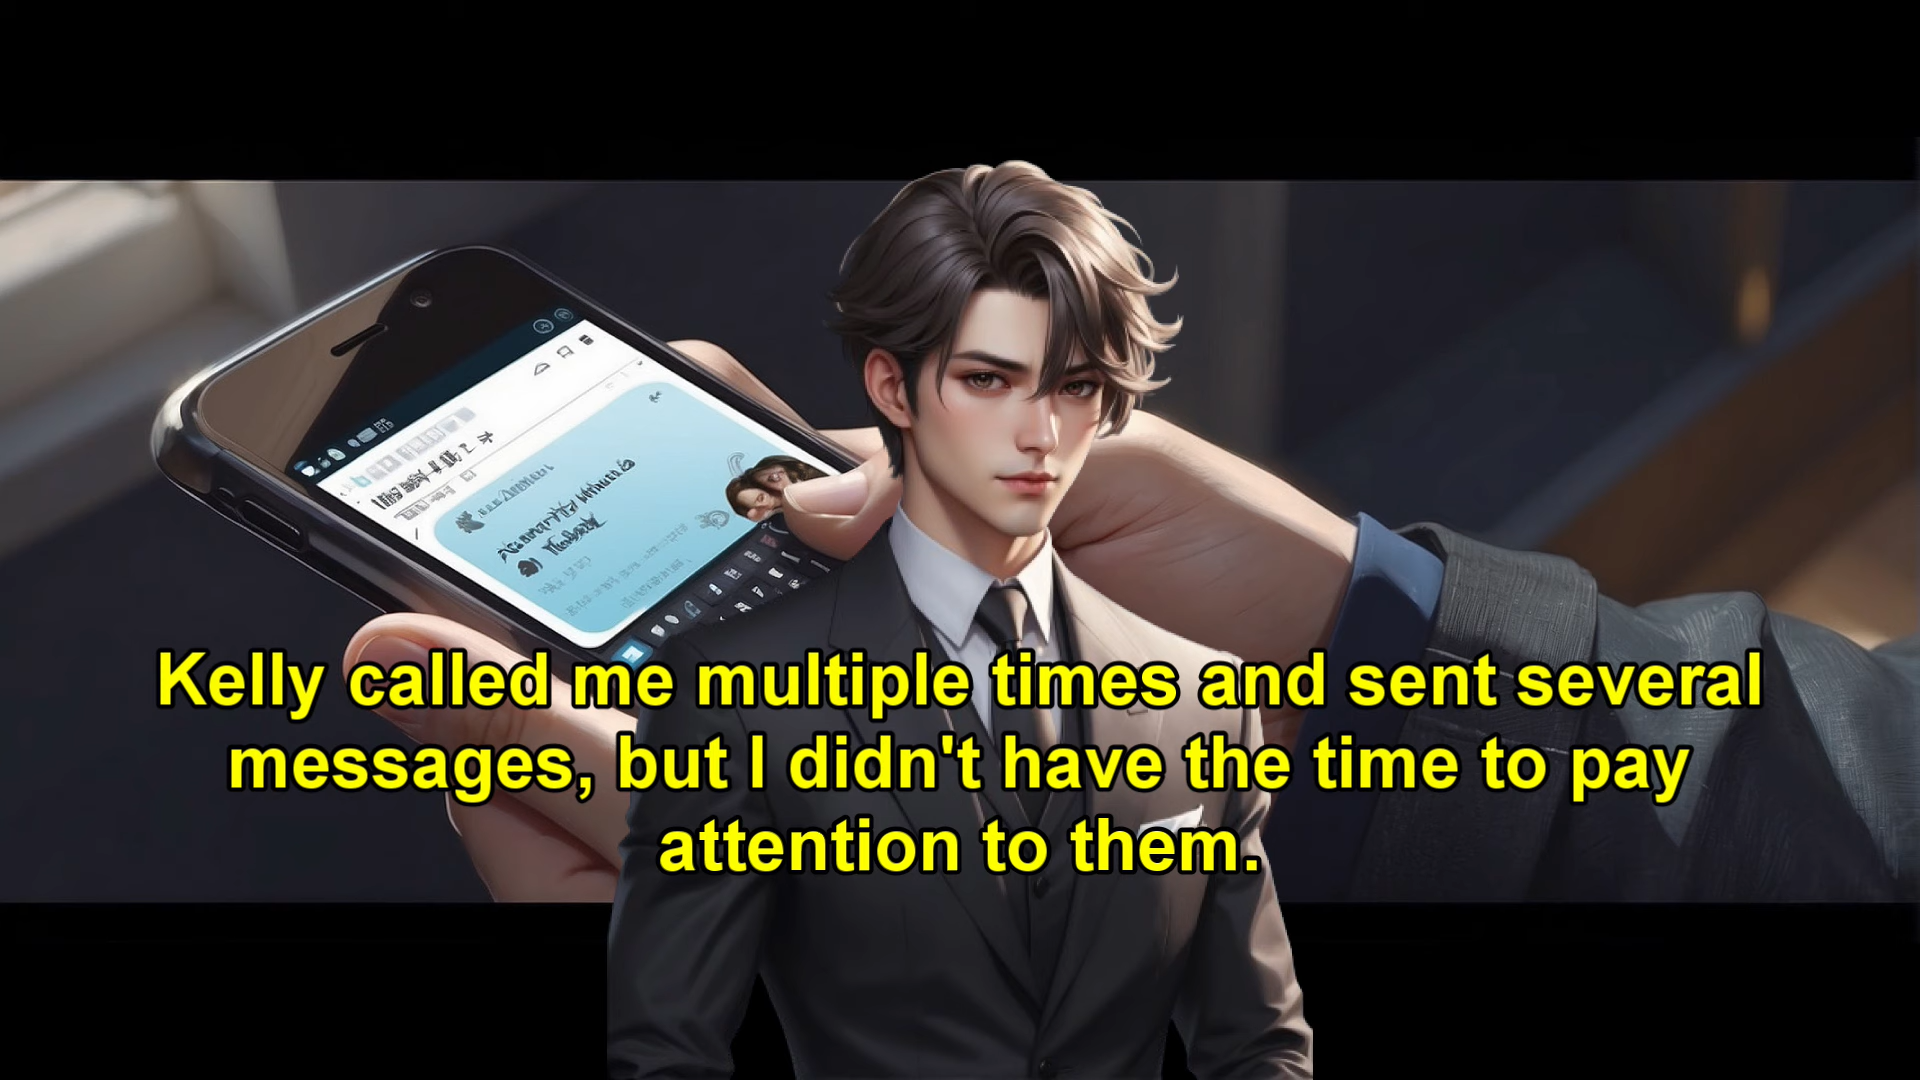 Kelly called me multiple times and sent several
messages, but I didn't have the time to pay
attention to them.